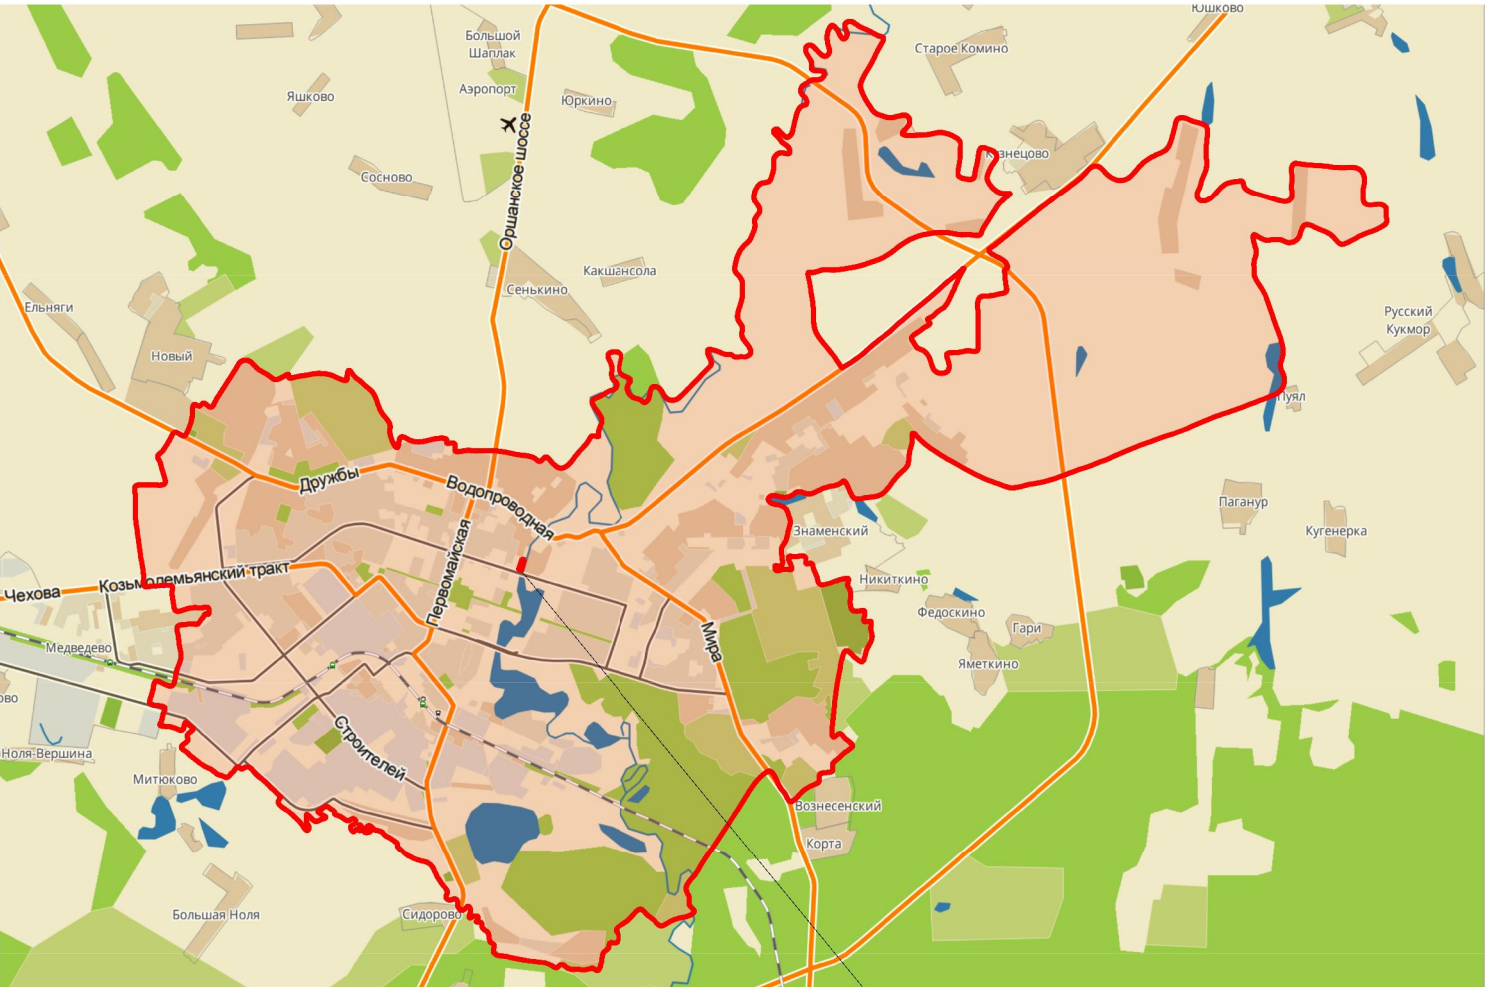 Юшково
Большой
Шаплак
Старое Комино
Аэропорт
Яшково
Юркино
Оршанское шоссе
Кузнецово
Сосново
Какшансола
Сенькино
Ельняги
Русский
Кукмор
Новый
Пуял
Дружбы
Водопроводная
Паганур
Первомайская
Знаменский
Кугенерка
Козьмодемьянский тракт
Чехова
Никиткино
Федоскино
Гари
Мира
Медведево
Яметкино
ово
Строителей
Ноля-Вершина
Митюково
Вознесенский
Корта
Большая Ноля
Сидорово